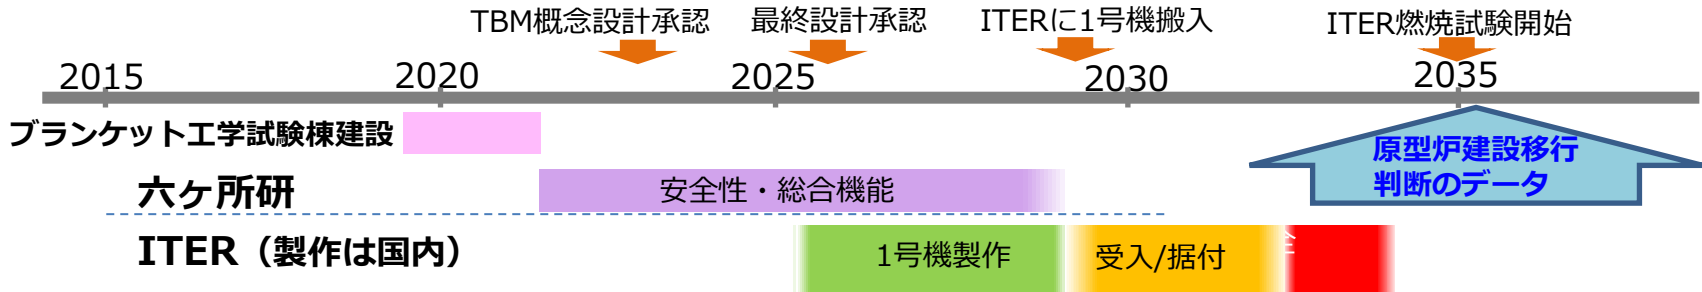 TBM概念設計承認 最終設計承認 ITERに1号機搬入 ITER燃焼試験開始
2015 2020 2025 2030 2035
ブランケット工学試験棟建設
原型炉建設移行
判断のデータ
六ヶ所研 安全性・総合機能
ITER（製作は国内） 1号機製作 受入/据付